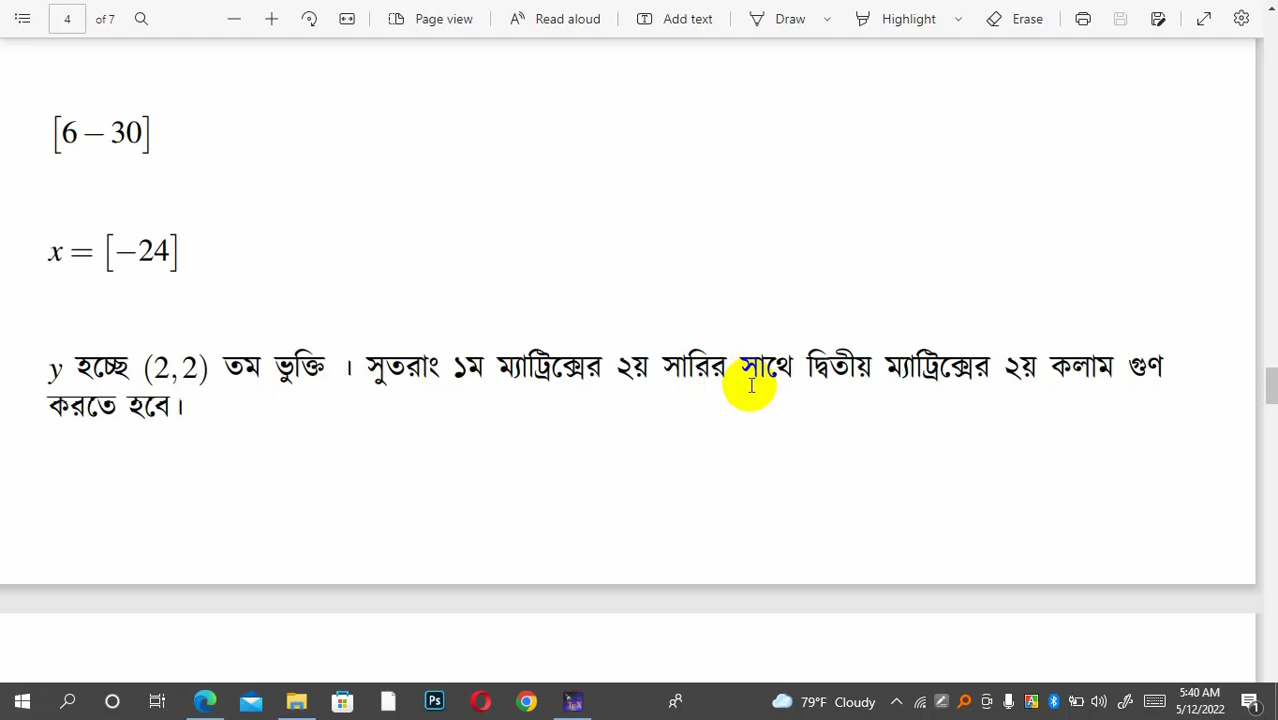 4 of 7 Page view Read aloud Add text Draw Highlight Erase
[6 − 30]
x = [−24]
y হচ্ছে (2, 2) তম ভুক্তি । সুতরাং ১ম ম্যাট্রিক্সের ২য় সারির সাথে দ্বিতীয় ম্যাট্রিক্সের ২য় কলাম গুণ
করতে হবে।
79°F Cloudy 5:40 AM
5/12/2022